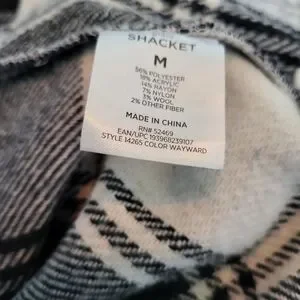 SHACKET
M
56% POLYESTER
18% ACRYLIC
14% RAYON
7% NYLON
3% WOOL
2% OTHER FIBER
MADE IN CHINA
RN# 52469
EAN/UPC 193968239107
STYLE 14265 COLOR WAYWARD